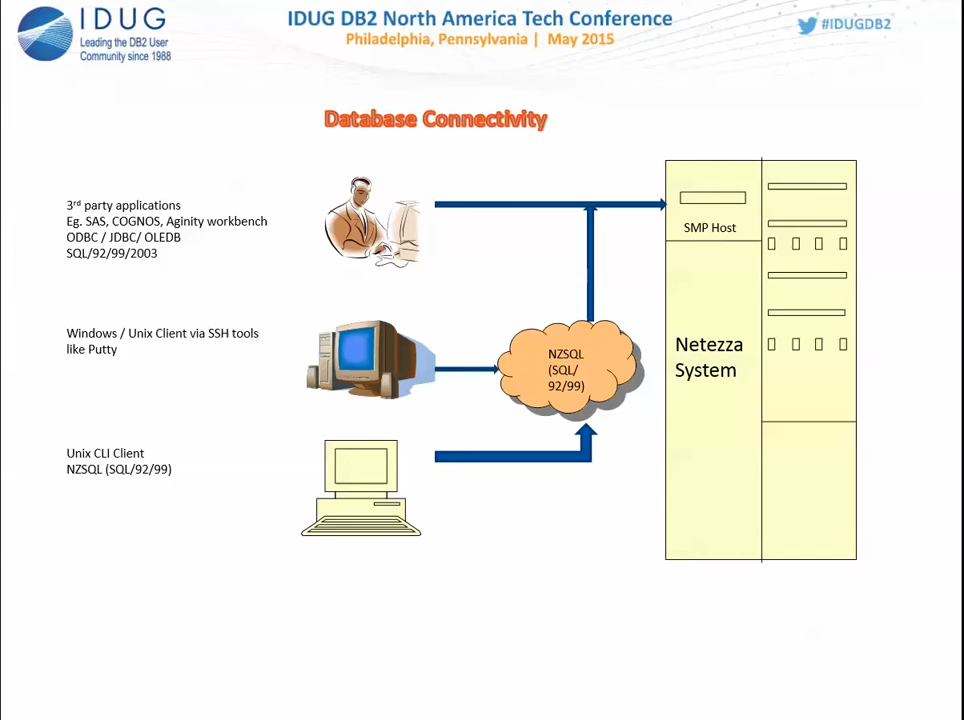 IDUG
Leading the DB2 User
Community since 1988
IDUG DB2 North America Tech Conference
Philadelphia, Pennsylvania | May 2015
#IDUGDB2
Database Connectivity
3rd party applications
Eg. SAS, COGNOS, Aginity workbench
ODBC / JDBC/ OLEDB
SQL/92/99/2003
SMP Host
Windows / Unix Client via SSH tools
like Putty
NZSQL
(SQL/
92/99)
Netezza
System
Unix CLI Client
NZSQL (SQL/92/99)